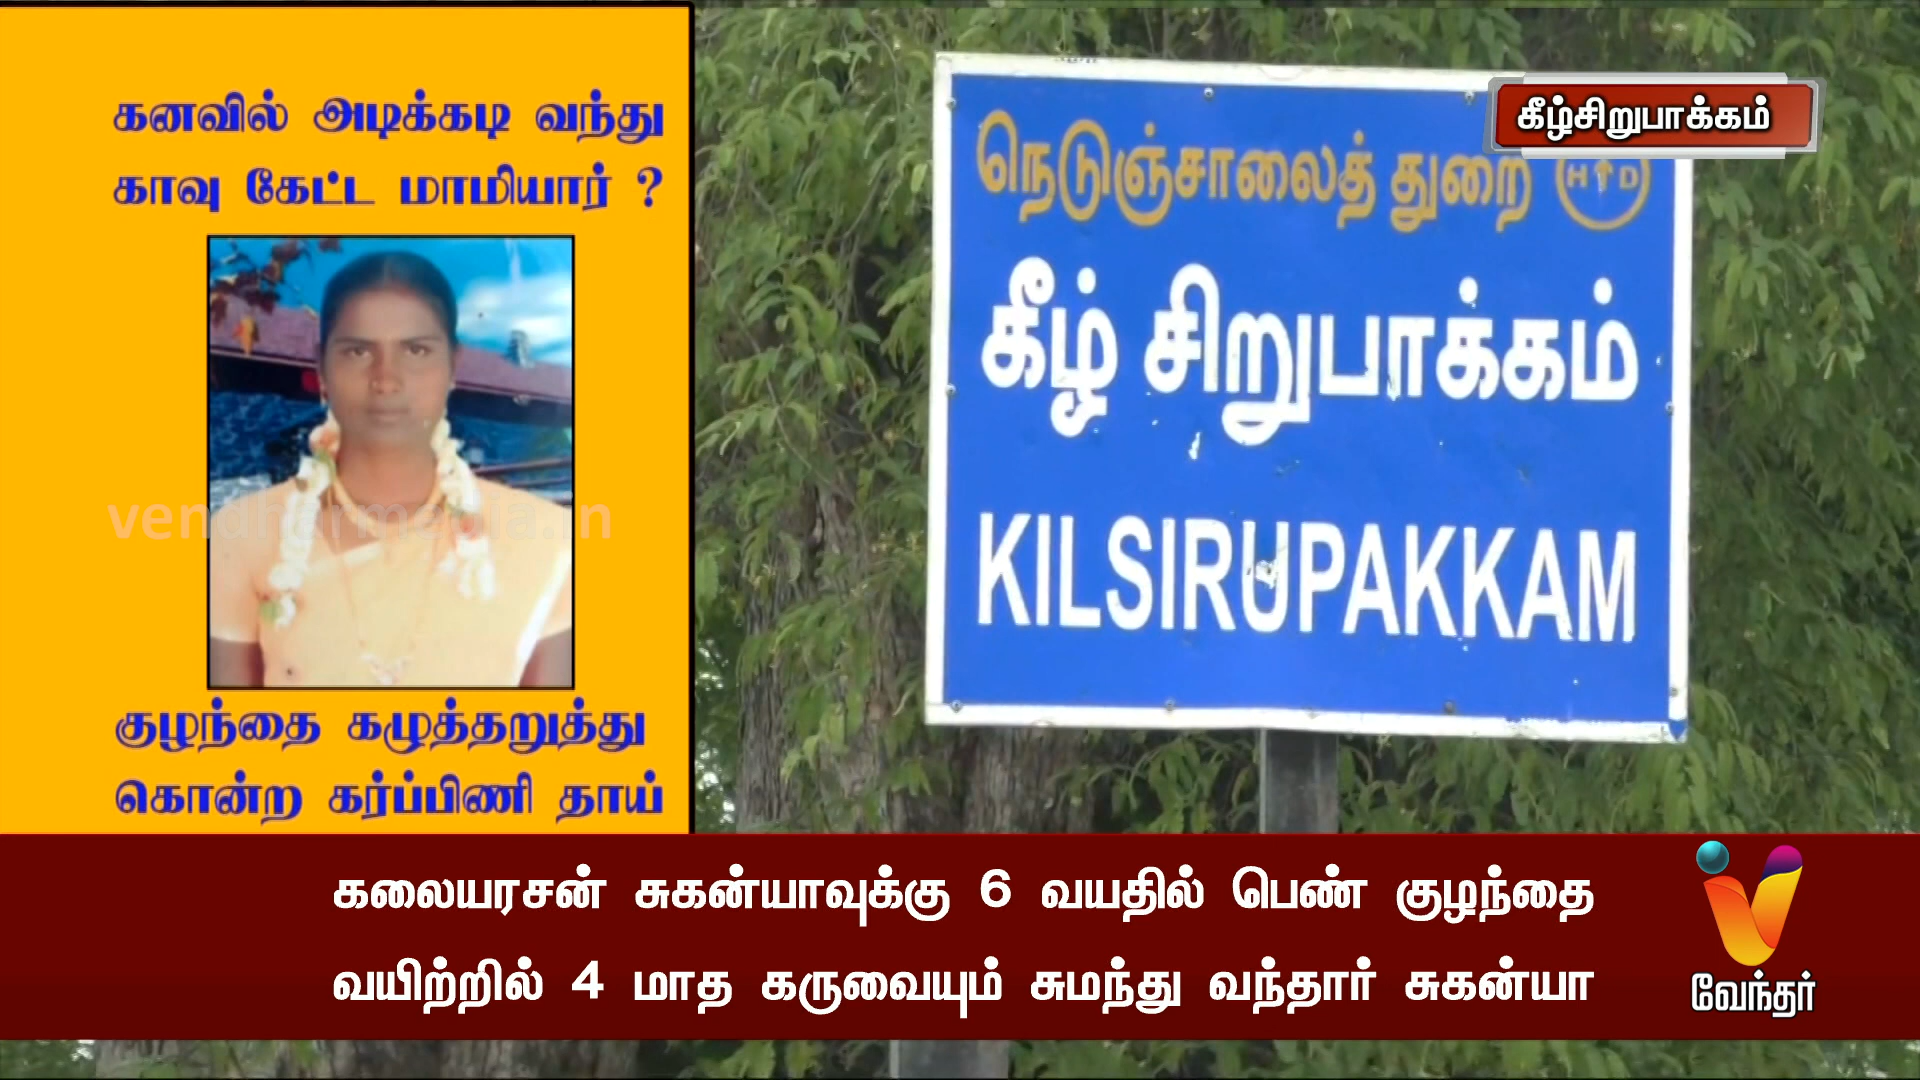 கனவில் அடிக்கடி வந்து
காவு கேட்ட மாமியார் ?
vendharmedia.in
குழந்தை கழுத்தறுத்து
கொன்ற கர்ப்பிணி தாய்
கீழ்சிறுபாக்கம்
நெடுஞ்சாலைத் துறை H D
கீழ் சிறுபாக்கம்
KILSIRUPAKKAM
கலையரசன் சுகன்யாவுக்கு 6 வயதில் பெண் குழந்தை
வயிற்றில் 4 மாத கருவையும் சுமந்து வந்தார் சுகன்யா
வேந்தர்